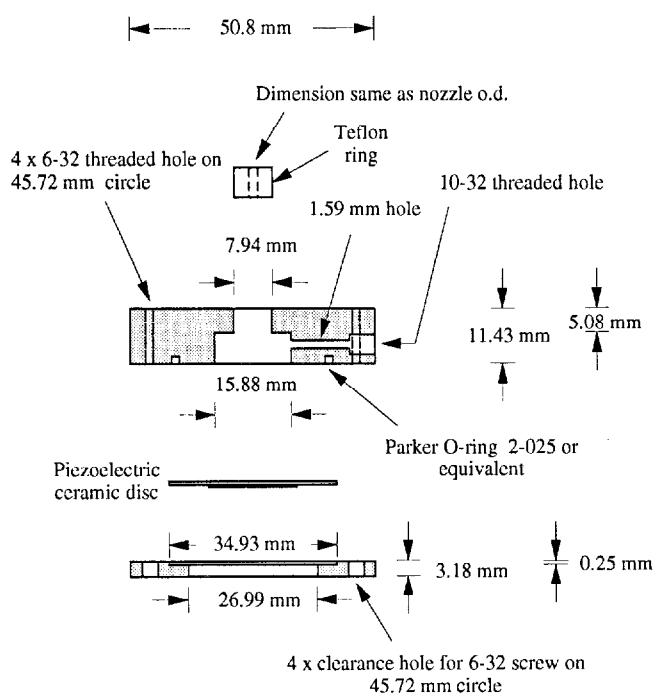 50.8 mm
Dimension same as nozzle o.d.
Teflon
ring
4 x 6-32 threaded hole on
45.72 mm circle
10-32 threaded hole
1.59 mm hole
7.94 mm
5.08 mm
11.43 mm
15.88 mm
Parker O-ring 2-025 or
equivalent
Piezoelectric
ceramic disc
34.93 mm
3.18 mm
0.25 mm
26.99 mm
4 x clearance hole for 6-32 screw on
45.72 mm circle